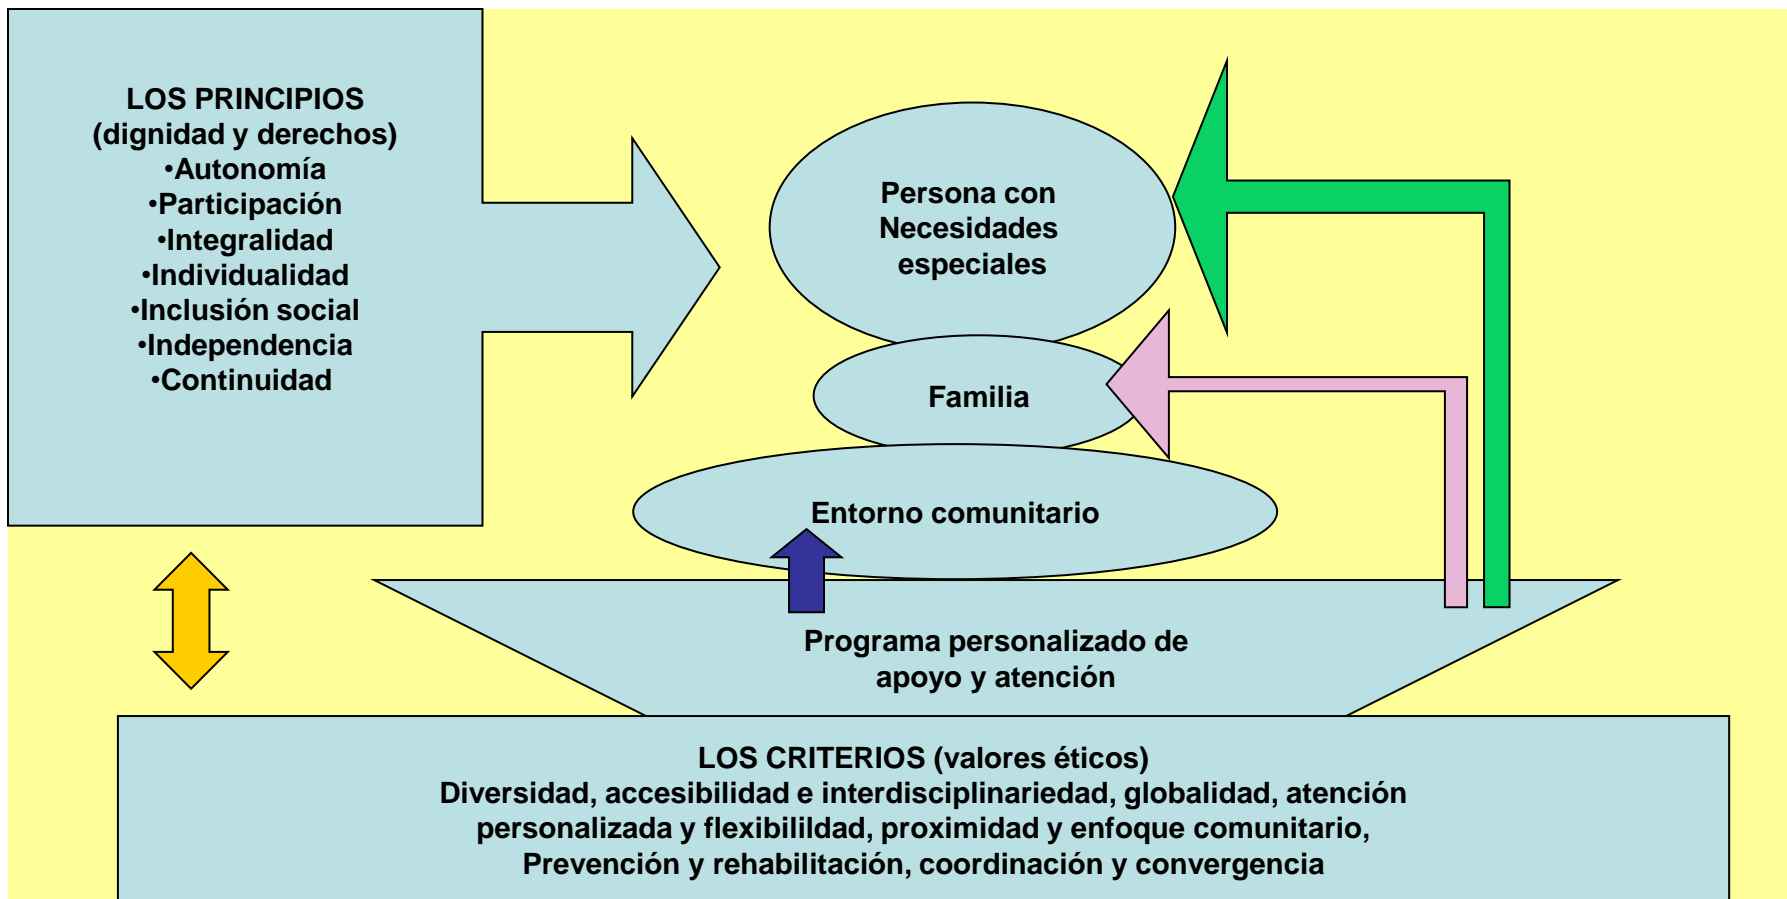 LOS PRINCIPIOS
(dignidad y derechos)
•Autonomía
•Participación
•Integralidad
•Individualidad
•Inclusión social
•Independencia
•Continuidad
Persona con
Necesidades
especiales
Familia
Entorno comunitario
Programa personalizado de
apoyo y atención
LOS CRITERIOS (valores éticos)
Diversidad, accesibilidad e interdisciplinariedad, globalidad, atención
personalizada y flexibilildad, proximidad y enfoque comunitario,
Prevención y rehabilitación, coordinación y convergencia